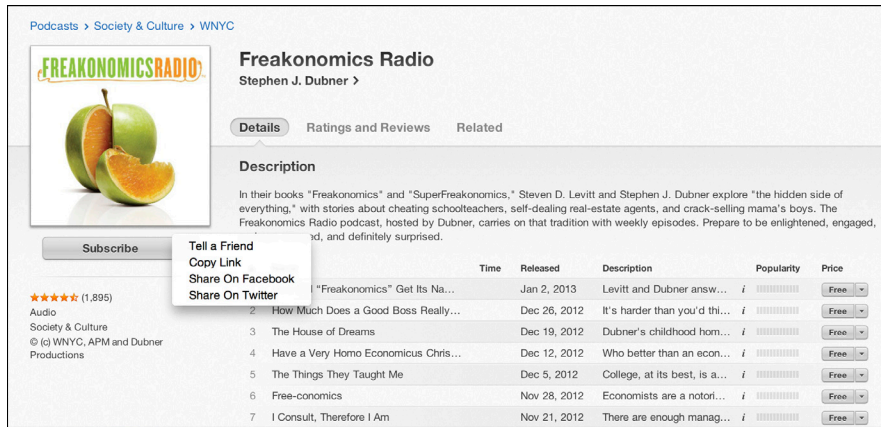 Podcasts > Society & Culture > WNYC
FREAKONOMICSRADIO
Freakonomics Radio
Stephen J. Dubner >
Details Ratings and Reviews Related
Description
In their books "Freakonomics" and "SuperFreakonomics," Steven D. Levitt and Stephen J. Dubner explore "the hidden side of
everything," with stories about cheating schoolteachers, self-dealing real-estate agents, and crack-selling mama's boys. The
Freakonomics Radio podcast, hosted by Dubner, carries on that tradition with weekly episodes. Prepare to be enlightened, engaged,
and definitely surprised.
Subscribe
Tell a Friend
Copy Link
Share On Facebook
Share On Twitter
(1,895)
Audio
Society & Culture
© (c) WNYC, APM and Dubner
Productions
Time Released Description Popularity Price
"Freakonomics" Get Its Na... Jan 2, 2013 Levitt and Dubner answ... i Free
2 How Much Does a Good Boss Really... Dec 26, 2012 It's harder than you'd thi... i Free
3 The House of Dreams Dec 19, 2012 Dubner's childhood hom... i Free
4 Have a Very Homo Economicus Chris... Dec 12, 2012 Who better than an econ... i Free
5 The Things They Taught Me Dec 5, 2012 College, at its best, is a... i Free
6 Free-conomics Nov 28, 2012 Economists are a notori... i Free
7 I Consult, Therefore I Am Nov 21, 2012 There are enough manag... i Free